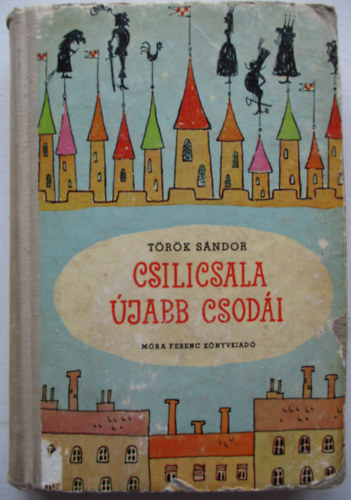 TÖRÖK SÁNDOR
CSILICSALA
ÚJABB CSODÁI
MÓRA FERENC KÖNYVKIADÓ